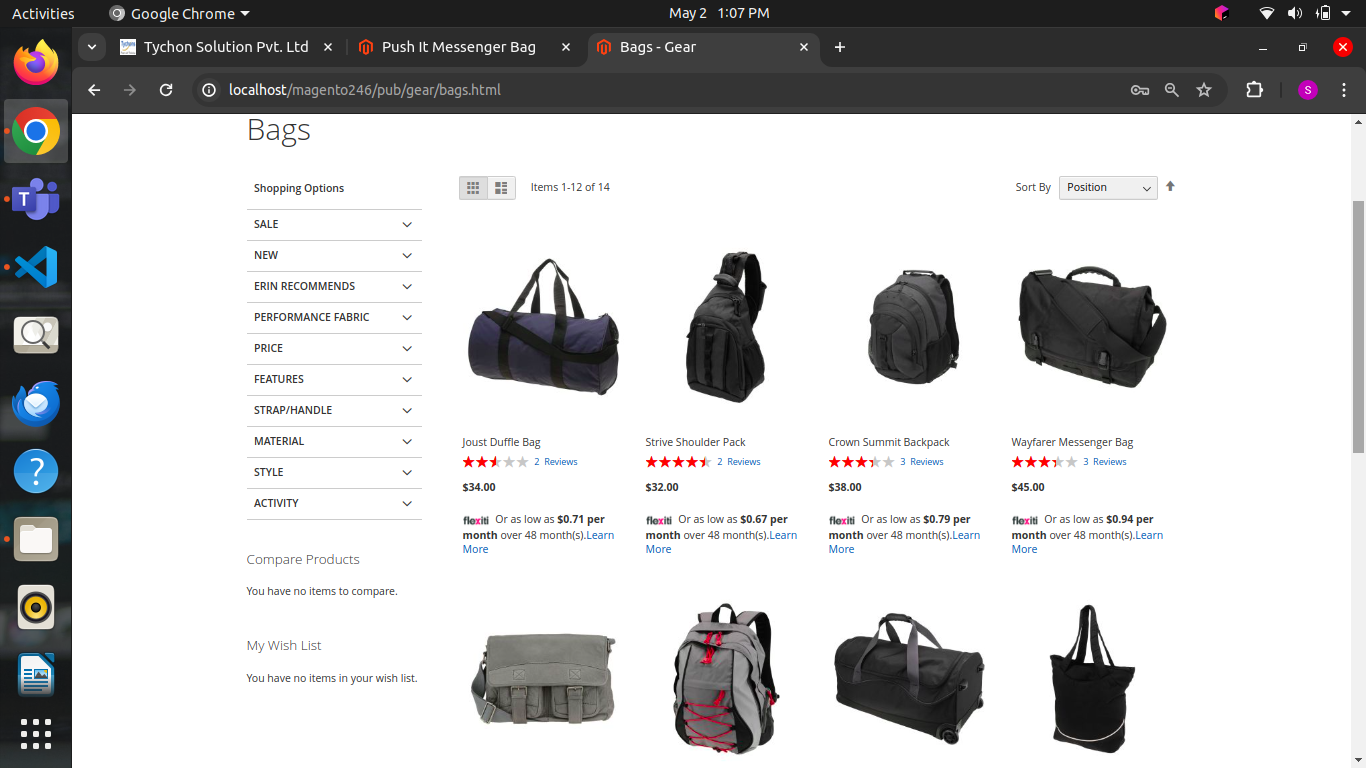 Activities
Google Chrome
May 2 1:07 PM
Tychon Solution Pvt. Ltd
Push It Messenger Bag
Bags - Gear
localhost/magento246/pub/gear/bags.html
S
Bags
Shopping Options
SALE
NEW
ERIN RECOMMENDS
PERFORMANCE FABRIC
PRICE
FEATURES
STRAP/HANDLE
MATERIAL
STYLE
ACTIVITY
Compare Products
You have no items to compare.
My Wish List
You have no items in your wish list.
Items 1-12 of 14
Sort By Position
Joust Duffle Bag
2 Reviews
$34.00
flexiti Or as low as $0.71 per
month over 48 month(s).Learn
More
Strive Shoulder Pack
2 Reviews
$32.00
flexiti Or as low as $0.67 per
month over 48 month(s).Learn
More
Crown Summit Backpack
3 Reviews
$38.00
flexiti Or as low as $0.79 per
month over 48 month(s).Learn
More
Wayfarer Messenger Bag
3 Reviews
$45.00
flexiti Or as low as $0.94 per
month over 48 month(s).Learn
More